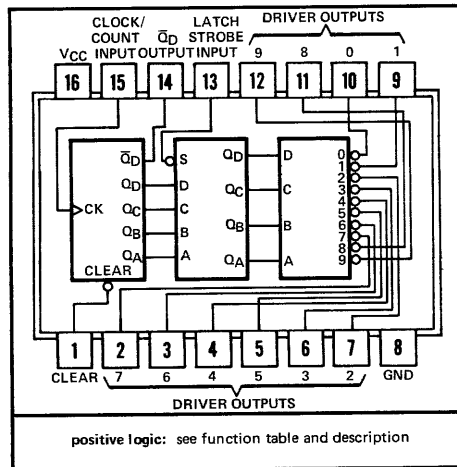 CLOCK/ LATCH DRIVER OUTPUTS
COUNT Q̅D STROBE
VCC INPUT OUTPUT INPUT 9 8 0 1
16 15 14 13 12 11 10 9
Q̅D S QD D 0
1
QD D 2
QC C 3
CK QC C 4
5
QB B QB B 6
7
QA A QA A 8
CLEAR 9
1 2 3 4 5 6 7 8
CLEAR 7 6 4 5 3 2 GND
DRIVER OUTPUTS
positive logic: see function table and description